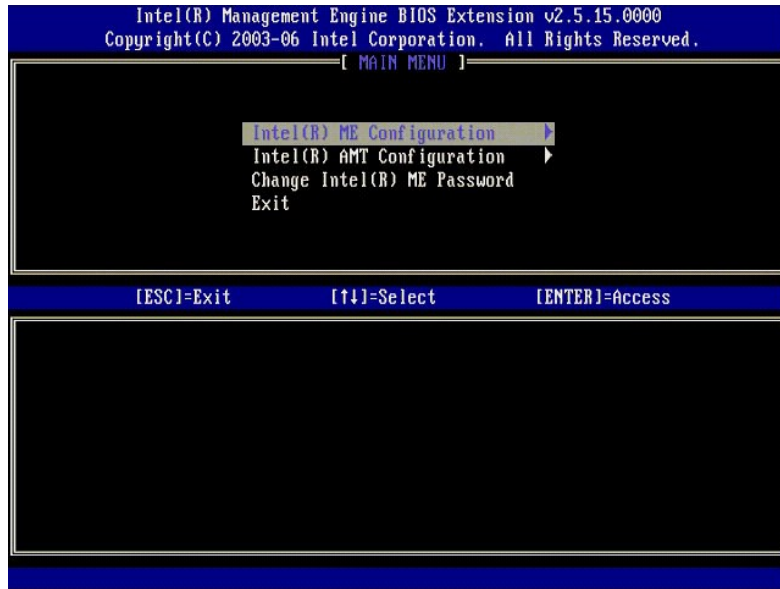 Intel(R) Management Engine BIOS Extension v2.5.15.0000
Copyright(C) 2003-06 Intel Corporation. All Rights Reserved.
[ MAIN MENU ]
Intel(R) ME Configuration ►
Intel(R) AMT Configuration ►
Change Intel(R) ME Password
Exit
[ESC]=Exit [↑↓]=Select [ENTER]=Access